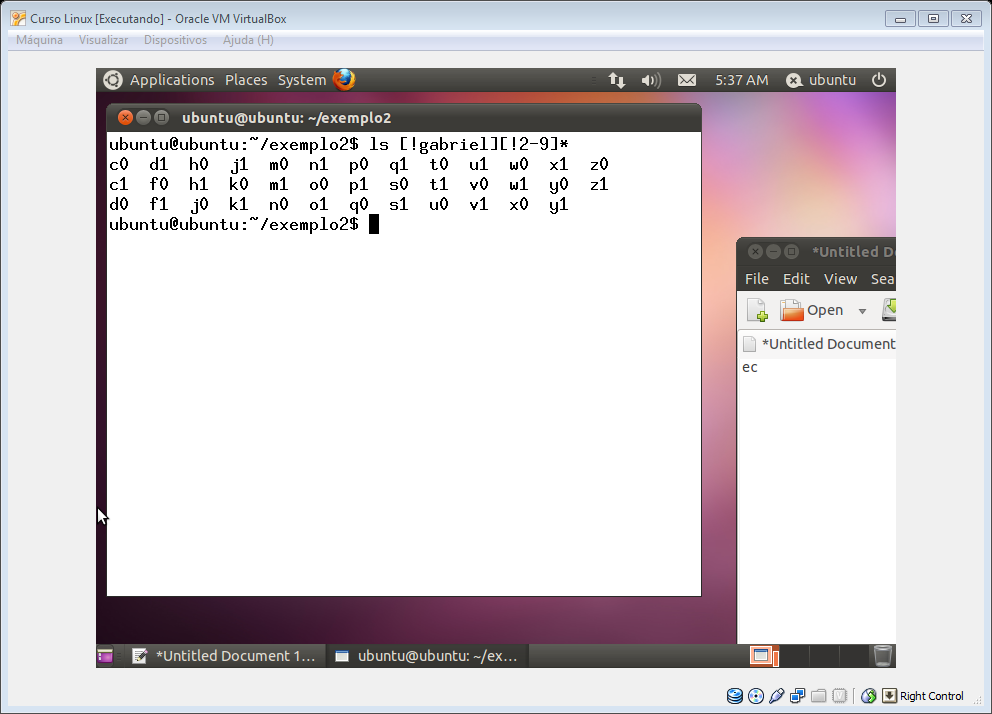 Curso Linux [Executando] - Oracle VM VirtualBox
Máquina Visualizar Dispositivos Ajuda (H)
Applications Places System 5:37 AM ubuntu
ubuntu@ubuntu: ~/exemplo2
ubuntu@ubuntu:~/exemplo2$ ls [!gabriel][!2-9]*
c0 d1 h0 j1 m0 n1 p0 q1 t0 u1 w0 x1 z0
c1 f0 h1 k0 m1 o0 p1 s0 t1 v0 w1 y0 z1
d0 f1 j0 k1 n0 o1 q0 s1 u0 v1 x0 y1
ubuntu@ubuntu:~/exemplo2$
*Untitled D
File Edit View Sea
Open
*Untitled Document
ec
*Untitled Document 1... ubuntu@ubuntu: ~/ex...
Right Control